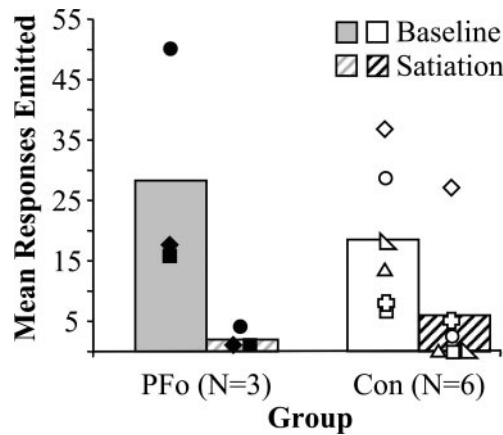 Mean Responses Emitted
55
45
35
25
15
5
Baseline
Satiation
PFo (N=3)
Con (N=6)
Group